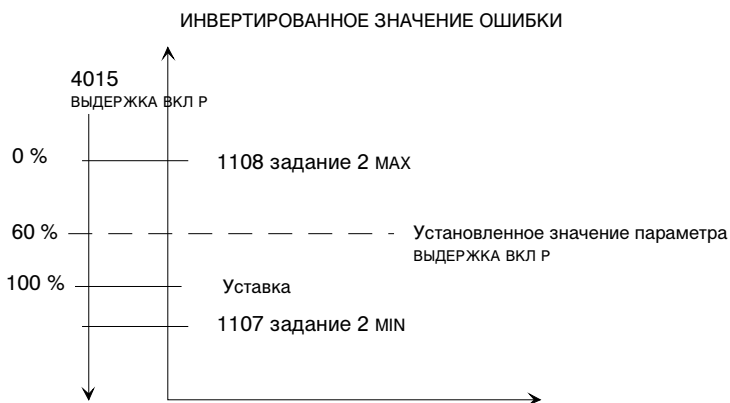 ИНВЕРТИРОВАННОЕ ЗНАЧЕНИЕ ОШИБКИ
4015
ВЫДЕРЖКА ВКЛ Р
0 %
1108 задание 2 MAX
60 %
Установленное значение параметра
ВЫДЕРЖКА ВКЛ Р
100 %
Уставка
1107 задание 2 MIN